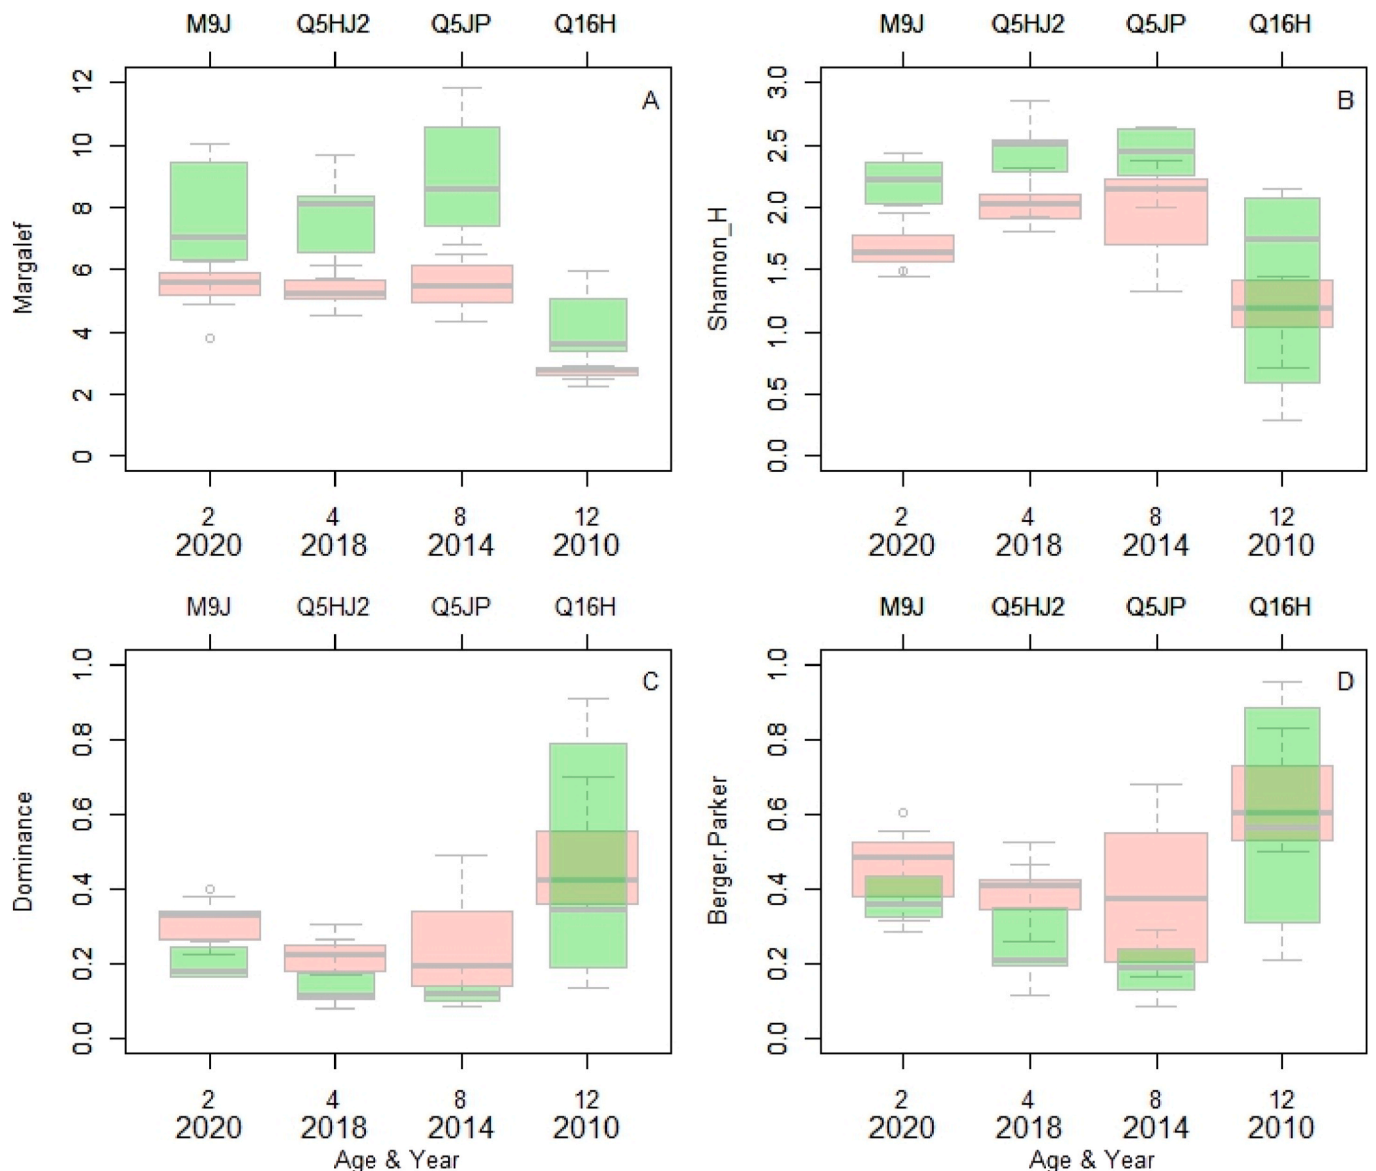 M9J Q5HJ2 Q5JP Q16H
M9J Q5HJ2 Q5JP Q16H
A
B
Margalef
12
10
8
6
4
2
0
Shannon_H
3.0
2.5
2.0
1.5
1.0
0.5
0.0
2 4 8 12
2020 2018 2014 2010
2 4 8 12
2020 2018 2014 2010
M9J Q5HJ2 Q5JP Q16H
M9J Q5HJ2 Q5JP Q16H
C
D
Dominance
1.0
0.8
0.6
0.4
0.2
0.0
Berger.Parker
1.0
0.8
0.6
0.4
0.2
0.0
2 4 8 12
2020 2018 2014 2010
Age & Year
2 4 8 12
2020 2018 2014 2010
Age & Year